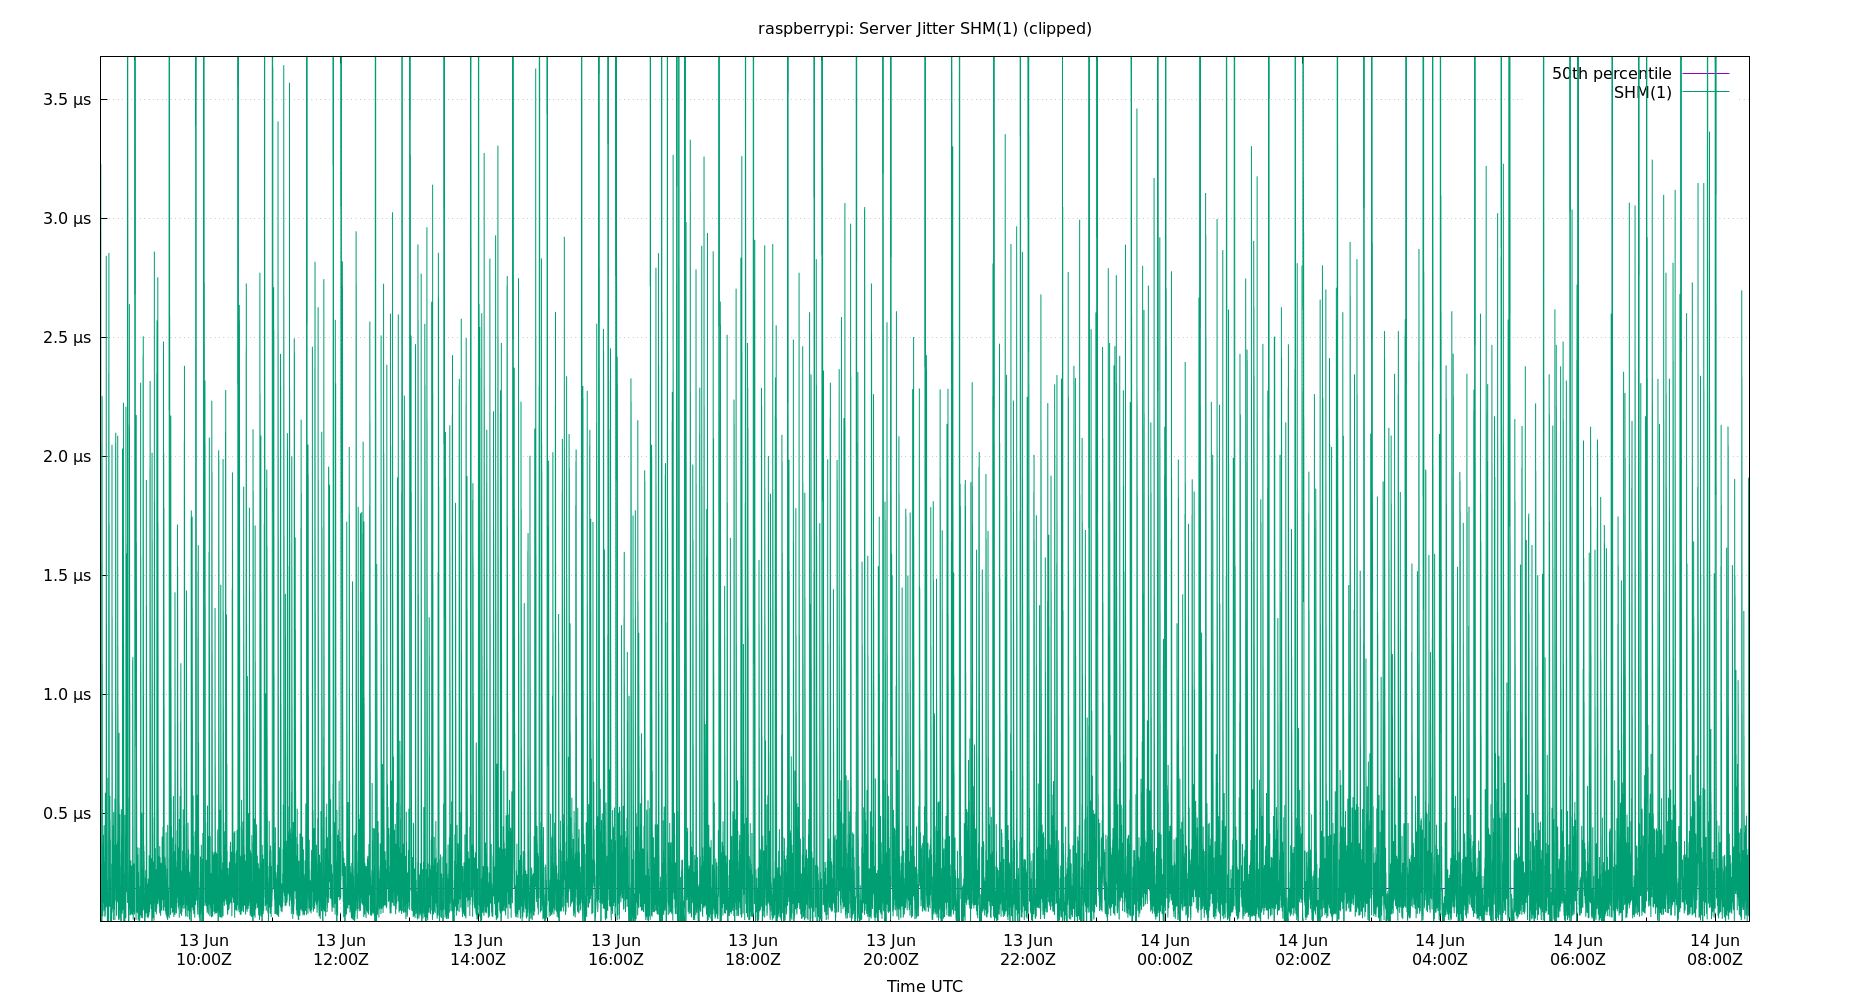 raspberrypi: Server Jitter SHM(1) (clipped)
50th percentile
SHM(1)
3.5 µs
3.0 µs
2.5 µs
2.0 µs
1.5 µs
1.0 µs
0.5 µs
13 Jun 13 Jun 13 Jun 13 Jun 13 Jun 13 Jun 13 Jun 14 Jun 14 Jun 14 Jun 14 Jun 14 Jun
10:00Z 12:00Z 14:00Z 16:00Z 18:00Z 20:00Z 22:00Z 00:00Z 02:00Z 04:00Z 06:00Z 08:00Z
Time UTC